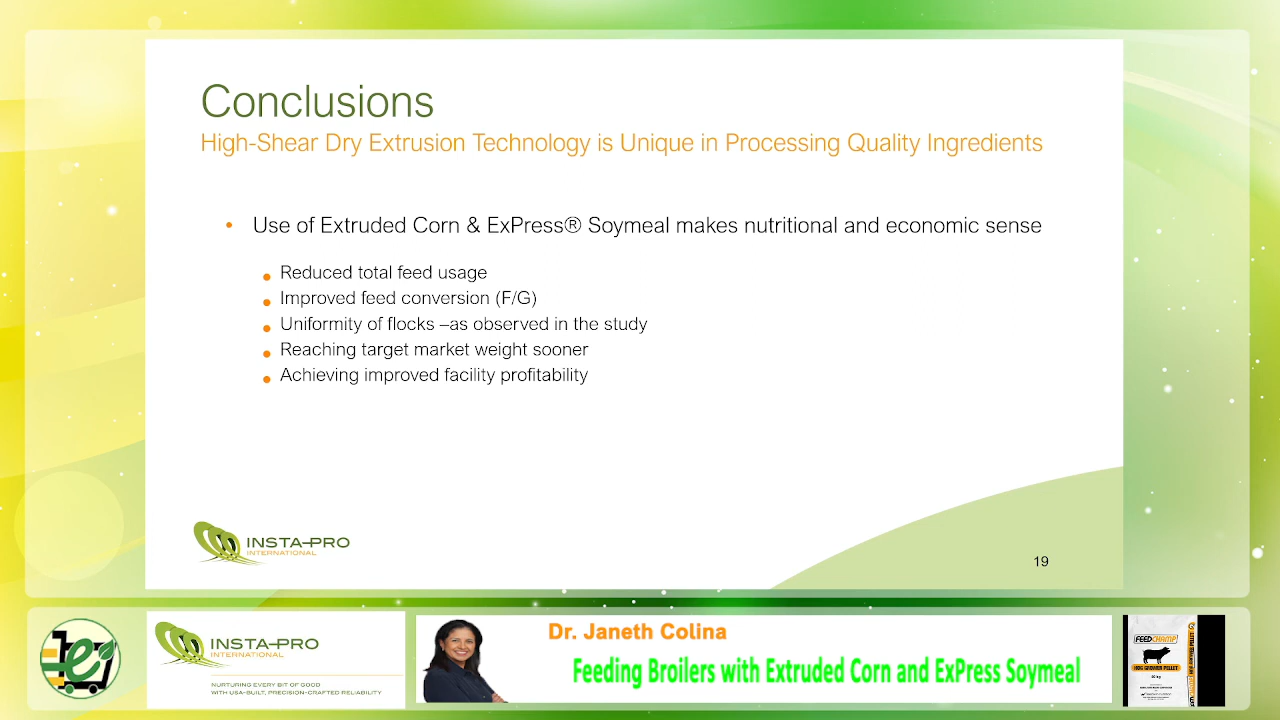 Conclusions
High-Shear Dry Extrusion Technology is Unique in Processing Quality Ingredients
• Use of Extruded Corn & ExPress® Soymeal makes nutritional and economic sense
• Reduced total feed usage
• Improved feed conversion (F/G)
• Uniformity of flocks –as observed in the study
• Reaching target market weight sooner
• Achieving improved facility profitability
INSTA-PRO
INTERNATIONAL
19
e
INSTA-PRO
INTERNATIONAL
NURTURING EVERY BIT OF GOOD
WITH USA-BUILT, PRECISION-CRAFTED RELIABILITY
Dr. Janeth Colina
Feeding Broilers with Extruded Corn and ExPress Soymeal
FEEDCHAMP
HOG GROWER PELLET